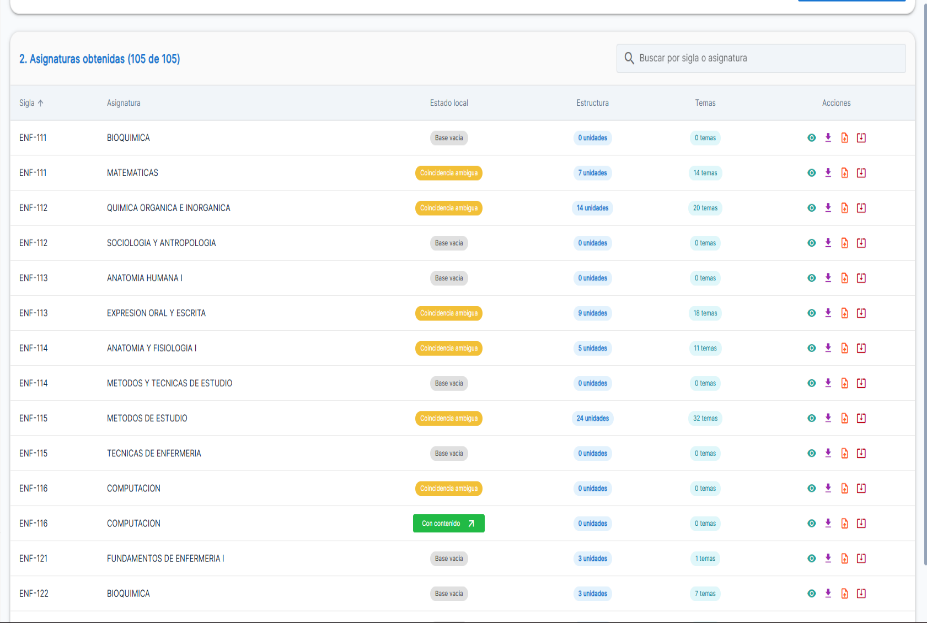 2. Asignaturas obtenidas (105 de 105)
Buscar por sigla o asignatura
Sigla ↑ Asignatura Estado local Estructura Temas Acciones
ENF-111 BIOQUIMICA Base vacía 0 unidades 0 temas
ENF-111 MATEMATICAS Coincidencia ambigua 7 unidades 14 temas
ENF-112 QUIMICA ORGANICA E INORGANICA Coincidencia ambigua 14 unidades 20 temas
ENF-112 SOCIOLOGIA Y ANTROPOLOGIA Base vacía 0 unidades 0 temas
ENF-113 ANATOMIA HUMANA I Base vacía 0 unidades 0 temas
ENF-113 EXPRESION ORAL Y ESCRITA Coincidencia ambigua 9 unidades 18 temas
ENF-114 ANATOMIA Y FISIOLOGIA I Coincidencia ambigua 5 unidades 11 temas
ENF-114 METODOS Y TECNICAS DE ESTUDIO Base vacía 0 unidades 0 temas
ENF-115 METODOS DE ESTUDIO Coincidencia ambigua 24 unidades 32 temas
ENF-115 TECNICAS DE ENFERMERIA Base vacía 0 unidades 0 temas
ENF-116 COMPUTACION Coincidencia ambigua 0 unidades 0 temas
ENF-116 COMPUTACION Con contenido 0 unidades 0 temas
ENF-121 FUNDAMENTOS DE ENFERMERIA I Base vacía 3 unidades 1 temas
ENF-122 BIOQUIMICA Base vacía 3 unidades 7 temas